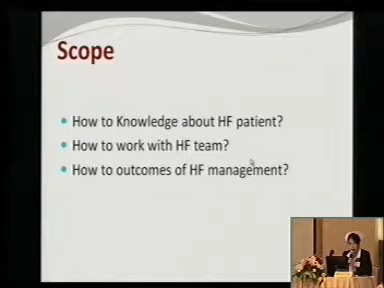 Scope
How to Knowledge about HF patient?
How to work with HF team?
How to outcomes of HF management?